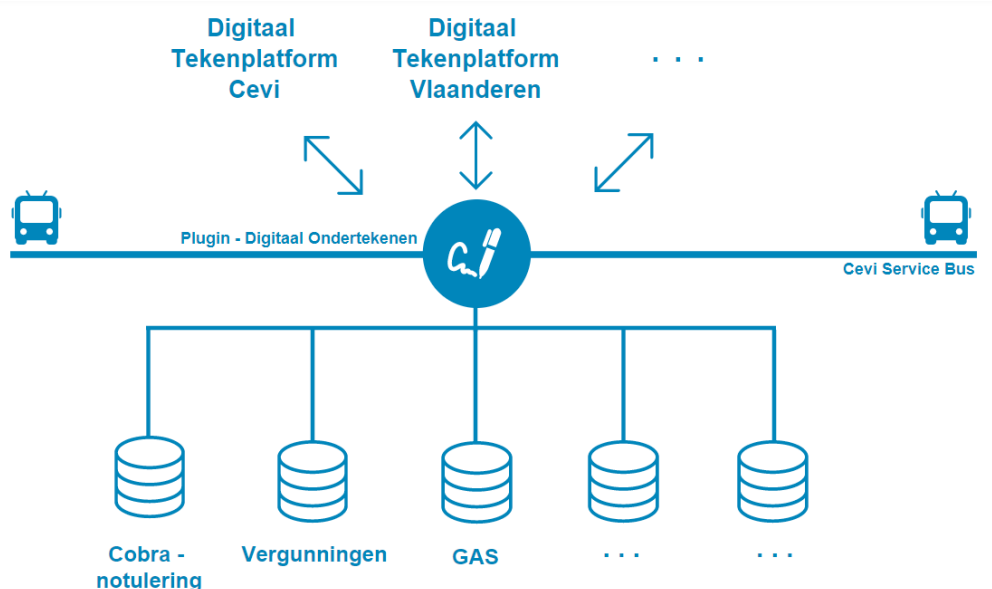 Digitaal
Tekenplatform
Cevi
Digitaal
Tekenplatform
Vlaanderen
. . .
Plugin - Digitaal Ondertekenen
Cevi Service Bus
Cobra -
notulering
Vergunningen
GAS
. . .
. . .